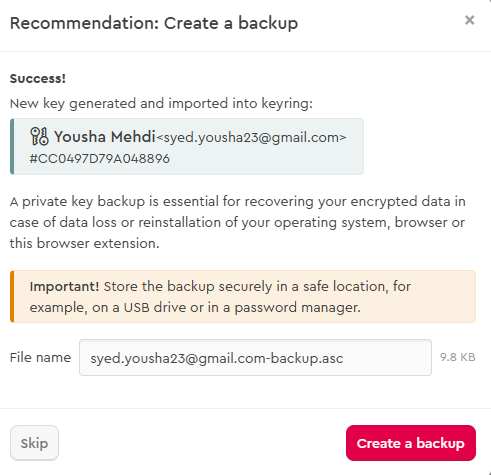 Recommendation: Create a backup ×
Success!
New key generated and imported into keyring:
Yousha Mehdi<syed.yousha23@gmail.com>
#CC0497D79A048896
A private key backup is essential for recovering your encrypted data in
case of data loss or reinstallation of your operating system, browser or
this browser extension.
Important! Store the backup securely in a safe location, for
example, on a USB drive or in a password manager.
File name syed.yousha23@gmail.com-backup.asc 9.8 KB
Skip Create a backup